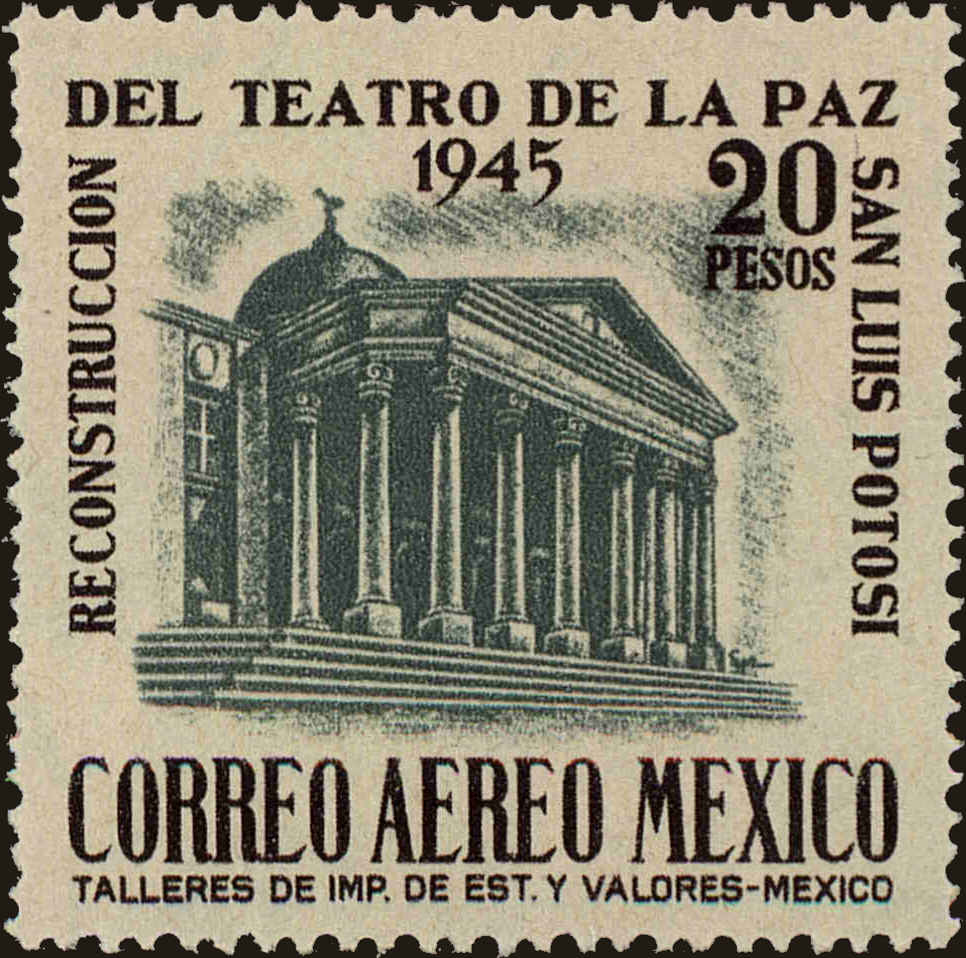 RECONSTRUCCION
DEL TEATRO DE LA PAZ
SAN LUIS POTOSI
1945
20
PESOS
CORREO AEREO MEXICO
TALLERES DE IMP. DE EST. Y VALORES-MEXICO